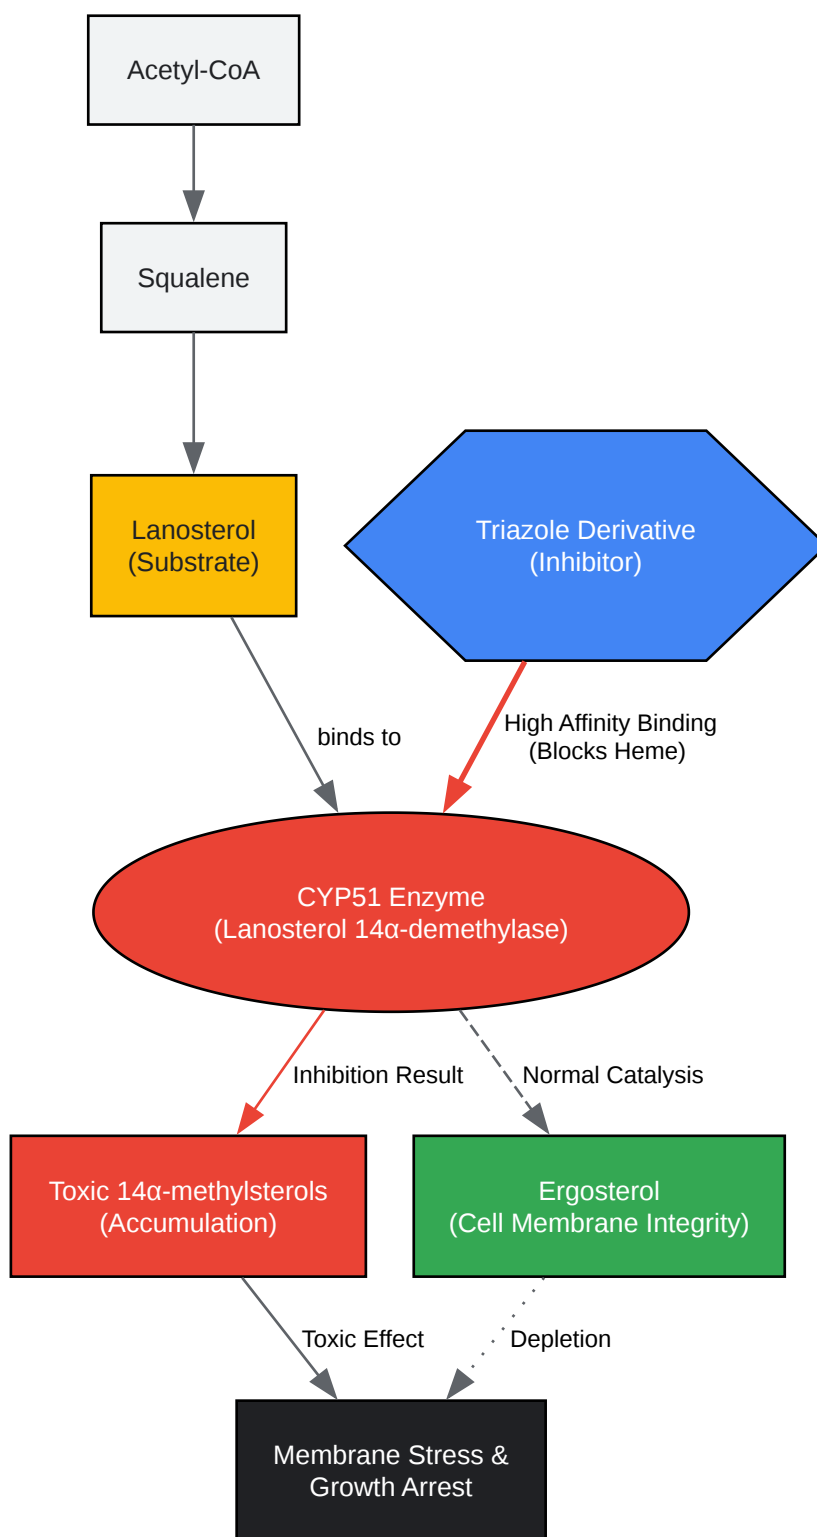 Acetyl-CoA
Squalene
Lanosterol
(Substrate)
Triazole Derivative
(Inhibitor)
binds to
High Affinity Binding
(Blocks Heme)
CYP51 Enzyme
(Lanosterol 14α-demethylase)
Inhibition Result
Normal Catalysis
Toxic 14α-methylsterols
(Accumulation)
Ergosterol
(Cell Membrane Integrity)
Toxic Effect
Depletion
Membrane Stress &
Growth Arrest